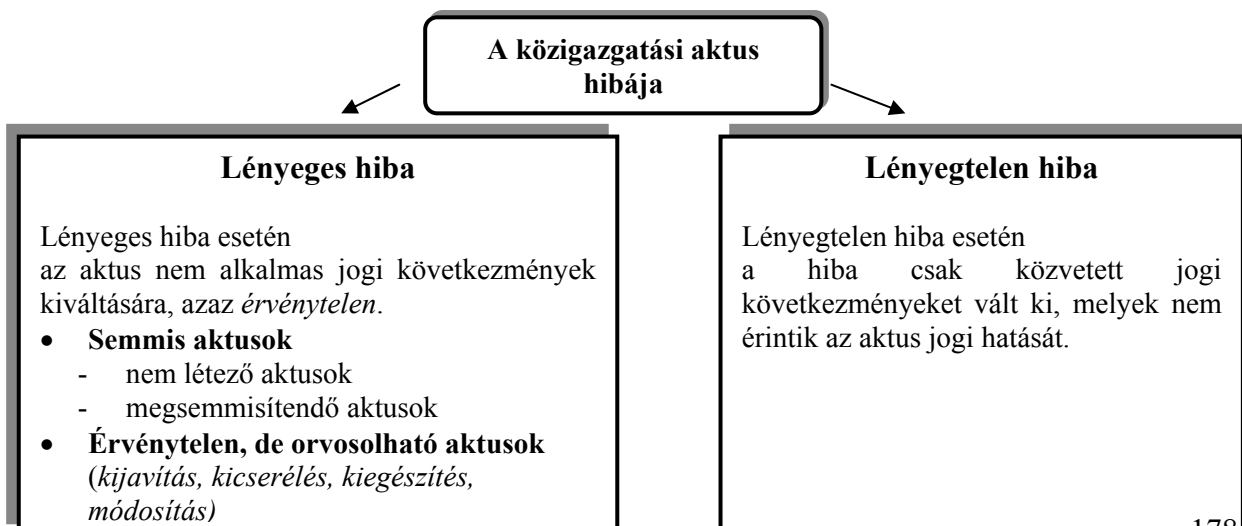 A közigazgatási aktus
hibája
Lényeges hiba
Lényeges hiba esetén
az aktus nem alkalmas jogi következmények
kiváltására, azaz érvénytelen.
• Semmis aktusok
- nem létező aktusok
- megsemmisítendő aktusok
• Érvénytelen, de orvosolható aktusok
(kijavítás, kicserélés, kiegészítés,
módosítás)
Lényegtelen hiba
Lényegtelen hiba esetén
a hiba csak közvetett jogi
következményeket vált ki, melyek nem
érintik az aktus jogi hatását.
178